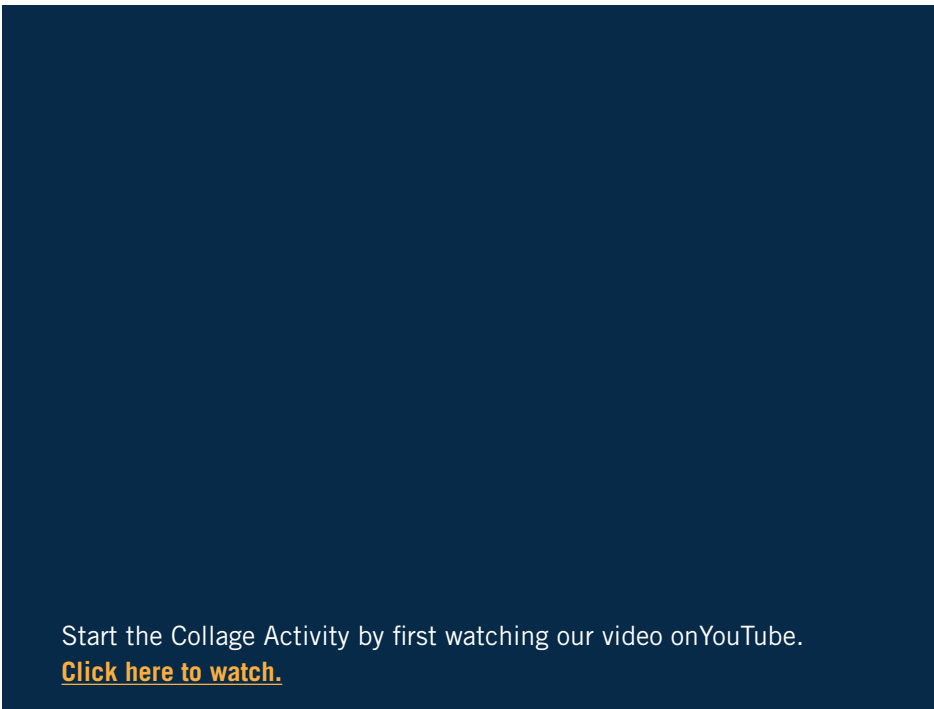 Start the Collage Activity by first watching our video onYouTube.
Click here to watch.